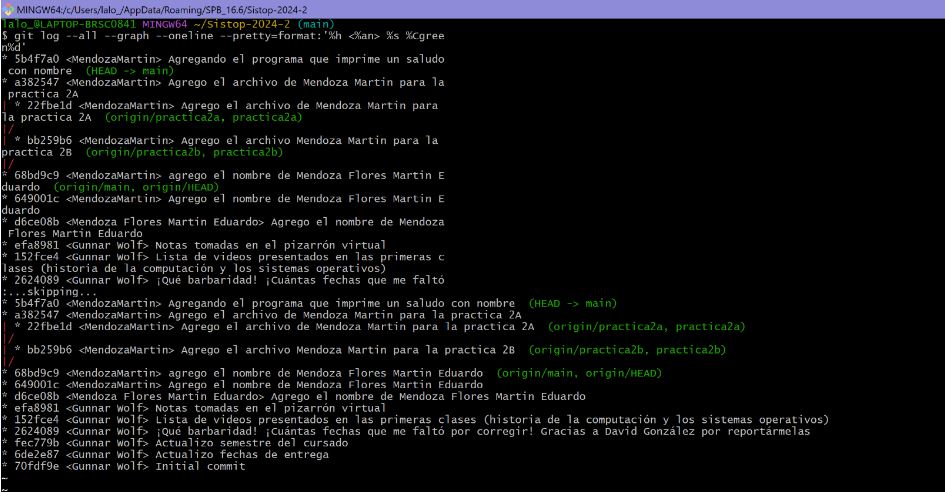 MINGW64:/c/Users/lalo_/AppData/Roaming/SPB_16.6/Sistop-2024-2
lalo_@LAPTOP-BRSC0841 MINGW64 ~/Sistop-2024-2 (main)
$ git log --all --graph --oneline --pretty=format:'%h <%an> %s %Cgree
n%d'
* 5b4f7a0 <MendozaMartin> Agregando el programa que imprime un saludo
 con nombre  (HEAD -> main)
* a382547 <MendozaMartin> Agrego el archivo de Mendoza Martin para la
 practica 2A
| * 22fbe1d <MendozaMartin> Agrego el archivo de Mendoza Martin para
la practica 2A  (origin/practica2a, practica2a)
|/
| * bb259b6 <MendozaMartin> Agrego el archivo Mendoza Martin para la
practica 2B  (origin/practica2b, practica2b)
|/
* 68bd9c9 <MendozaMartin> agrego el nombre de Mendoza Flores Martin E
duardo  (origin/main, origin/HEAD)
* 649001c <MendozaMartin> Agrego el nombre de Mendoza Flores Martin E
duardo
* d6ce08b <Mendoza Flores Martin Eduardo> Agrego el nombre de Mendoza
 Flores Martin Eduardo
* efa8981 <Gunnar Wolf> Notas tomadas en el pizarrón virtual
* 152fce4 <Gunnar Wolf> Lista de videos presentados en las primeras c
lases (historia de la computación y los sistemas operativos)
* 2624089 <Gunnar Wolf> ¡Qué barbaridad! ¡Cuántas fechas que me faltó
:...skipping...
* 5b4f7a0 <MendozaMartin> Agregando el programa que imprime un saludo con nombre  (HEAD -> main)
* a382547 <MendozaMartin> Agrego el archivo de Mendoza Martin para la practica 2A
| * 22fbe1d <MendozaMartin> Agrego el archivo de Mendoza Martin para la practica 2A  (origin/practica2a, practica2a)
|/
| * bb259b6 <MendozaMartin> Agrego el archivo Mendoza Martin para la practica 2B  (origin/practica2b, practica2b)
|/
* 68bd9c9 <MendozaMartin> agrego el nombre de Mendoza Flores Martin Eduardo  (origin/main, origin/HEAD)
* 649001c <MendozaMartin> Agrego el nombre de Mendoza Flores Martin Eduardo
* d6ce08b <Mendoza Flores Martin Eduardo> Agrego el nombre de Mendoza Flores Martin Eduardo
* efa8981 <Gunnar Wolf> Notas tomadas en el pizarrón virtual
* 152fce4 <Gunnar Wolf> Lista de videos presentados en las primeras clases (historia de la computación y los sistemas operativos)
* 2624089 <Gunnar Wolf> ¡Qué barbaridad! ¡Cuántas fechas que me faltó por corregir! Gracias a David González por reportármelas
* fec779b <Gunnar Wolf> Actualizo semestre del cursado
* 6de2e87 <Gunnar Wolf> Actualizo fechas de entrega
* 70fdf9e <Gunnar Wolf> Initial commit
~
~